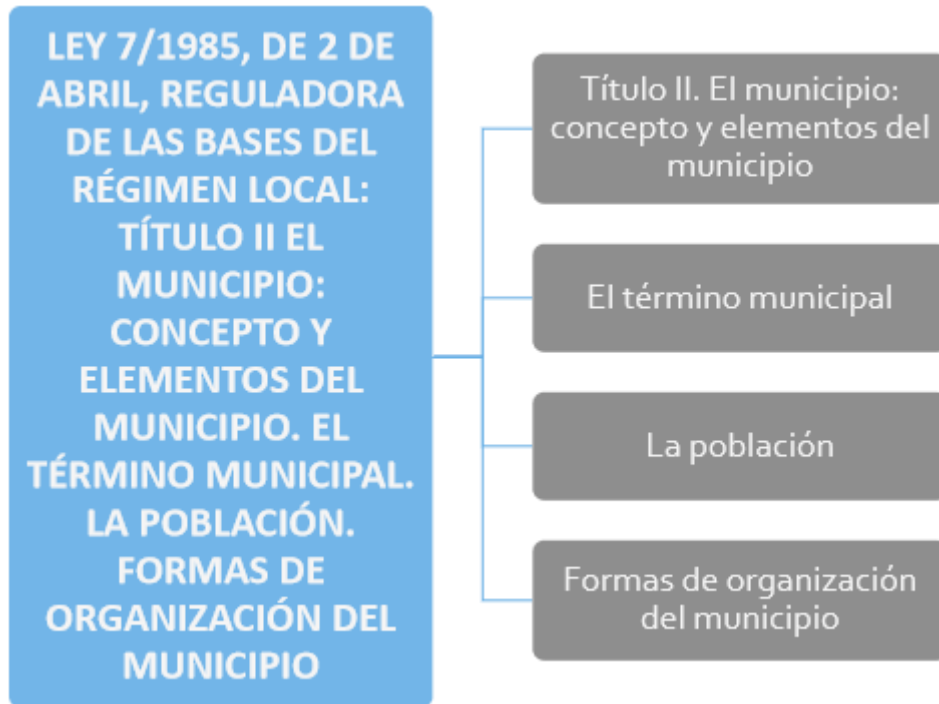 LEY 7/1985, DE 2 DE
ABRIL, REGULADORA
DE LAS BASES DEL
RÉGIMEN LOCAL:
TÍTULO II EL
MUNICIPIO:
CONCEPTO Y
ELEMENTOS DEL
MUNICIPIO. EL
TÉRMINO MUNICIPAL.
LA POBLACIÓN.
FORMAS DE
ORGANIZACIÓN DEL
MUNICIPIO
Título II. El municipio:
concepto y elementos del
municipio
El término municipal
La población
Formas de organización
del municipio